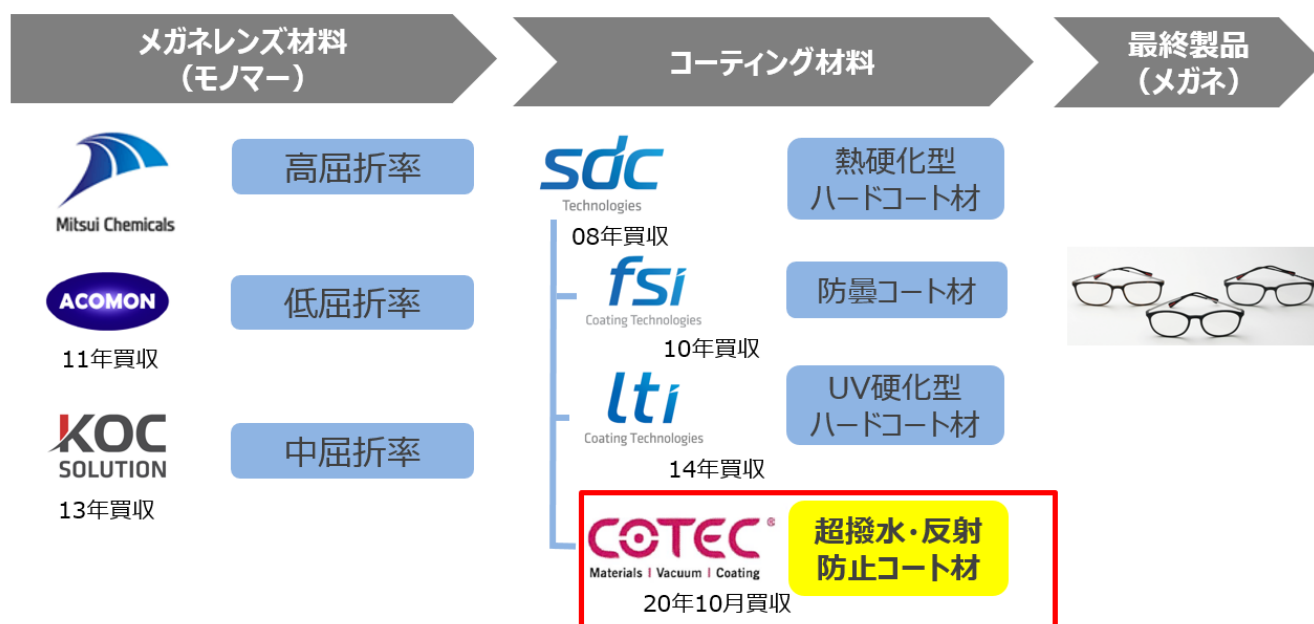 メガネレンズ材料
（モノマー）
コーティング材料
最終製品
（メガネ）
Mitsui Chemicals
高屈折率
ACOMON
低屈折率
11年買収
KOC
SOLUTION
中屈折率
13年買収
sdc
Technologies
熱硬化型
ハードコート材
08年買収
fsi
Coating Technologies
防曇コート材
10年買収
lti
Coating Technologies
UV硬化型
ハードコート材
14年買収
COTEC®
Materials I Vacuum I Coating
超撥水・反射
防止コート材
20年10月買収